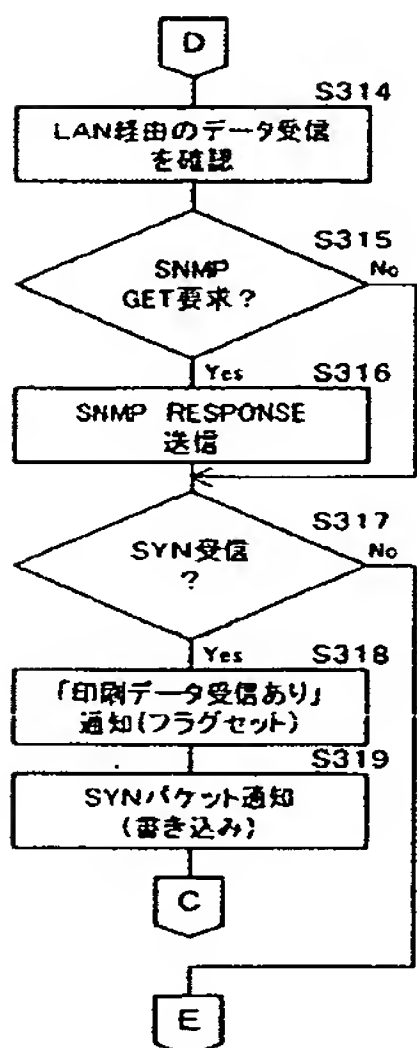 D
S314
LAN経由のデータ受信
を確認
S315
SNMP
GET要求？
No
Yes
S316
SNMP RESPONSE
送信
S317
SYN受信
？
No
Yes
S318
「印刷データ受信あり」
通知(フラグセット)
S319
SYNパケット通知
(書き込み)
C
E